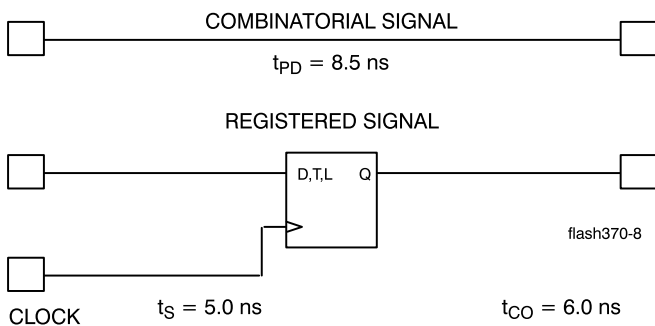 COMBINATORIAL SIGNAL
tPD = 8.5 ns
REGISTERED SIGNAL
D,T,L Q
flash370-8
CLOCK
tS = 5.0 ns
tCO = 6.0 ns